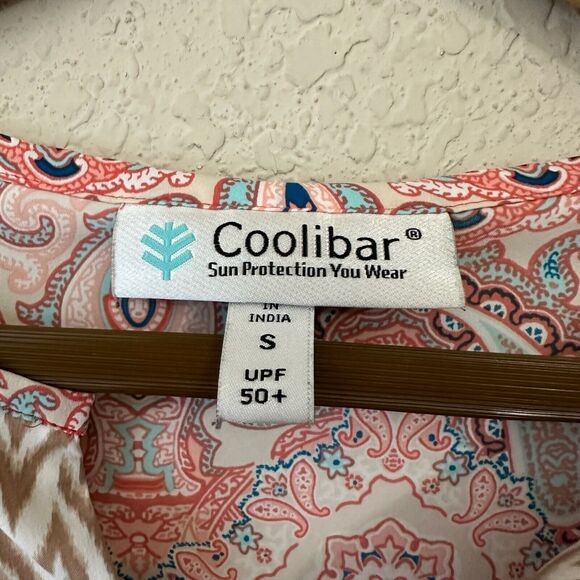 Coolibar®
Sun Protection You Wear
IN
INDIA
S
UPF
50+